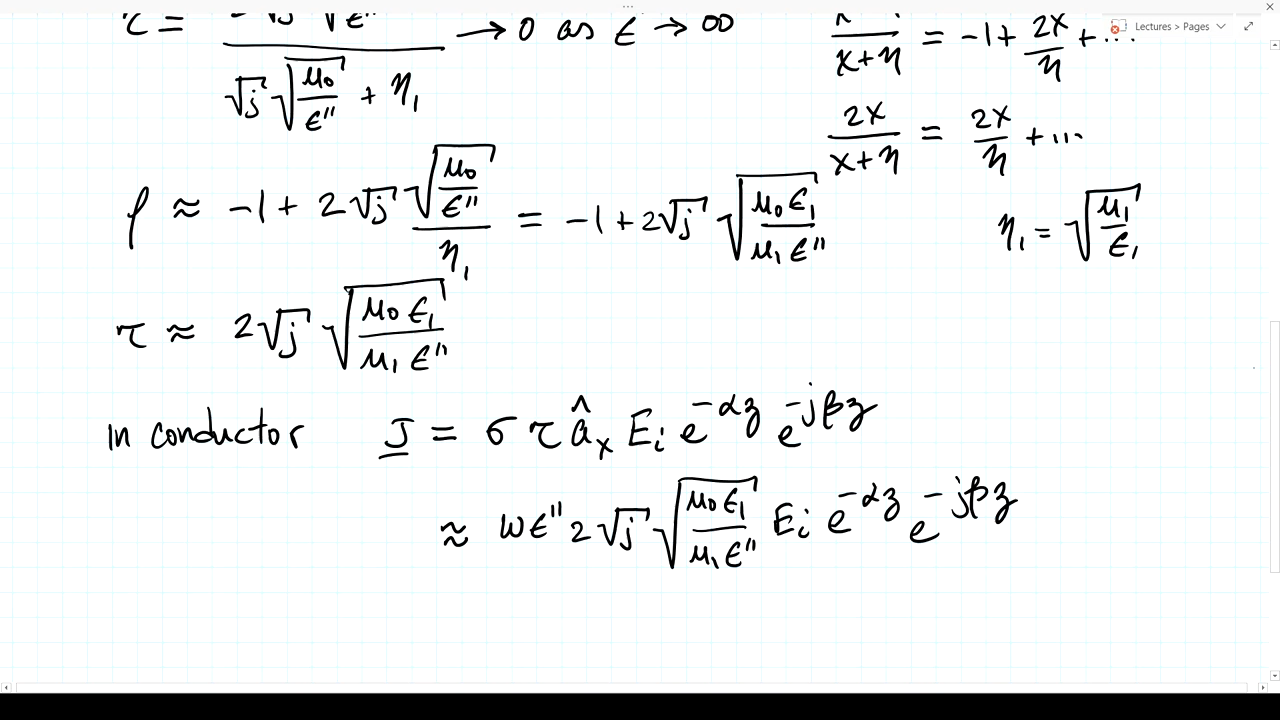 τ = 2√j √ε'' / (√j √(μ₀/ε'') + η₁) → 0 as ε → ∞
/ (x+η) = -1 + 2x/η + ...
Lectures > Pages
2x/(x+η) = 2x/η + ...
ρ ≈ -1 + 2√j √(μ₀/ε'') / η₁ = -1 + 2√j √(μ₀ε₁ / μ₁ε'')
η₁ = √(μ₁/ε₁)
τ ≈ 2√j √(μ₀ε₁ / μ₁ε'')
in conductor J = σ τ âₓ Eᵢ e^(-αz) e^(-jβz)
≈ ωε'' 2√j √(μ₀ε₁ / μ₁ε'') Eᵢ e^(-αz) e^(-jβz)